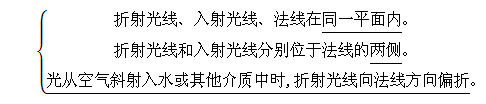 折射光线、入射光线、法线在同一平面内。
折射光线和入射光线分别位于法线的两侧。
光从空气斜射入水或其他介质中时,折射光线向法线方向偏折。